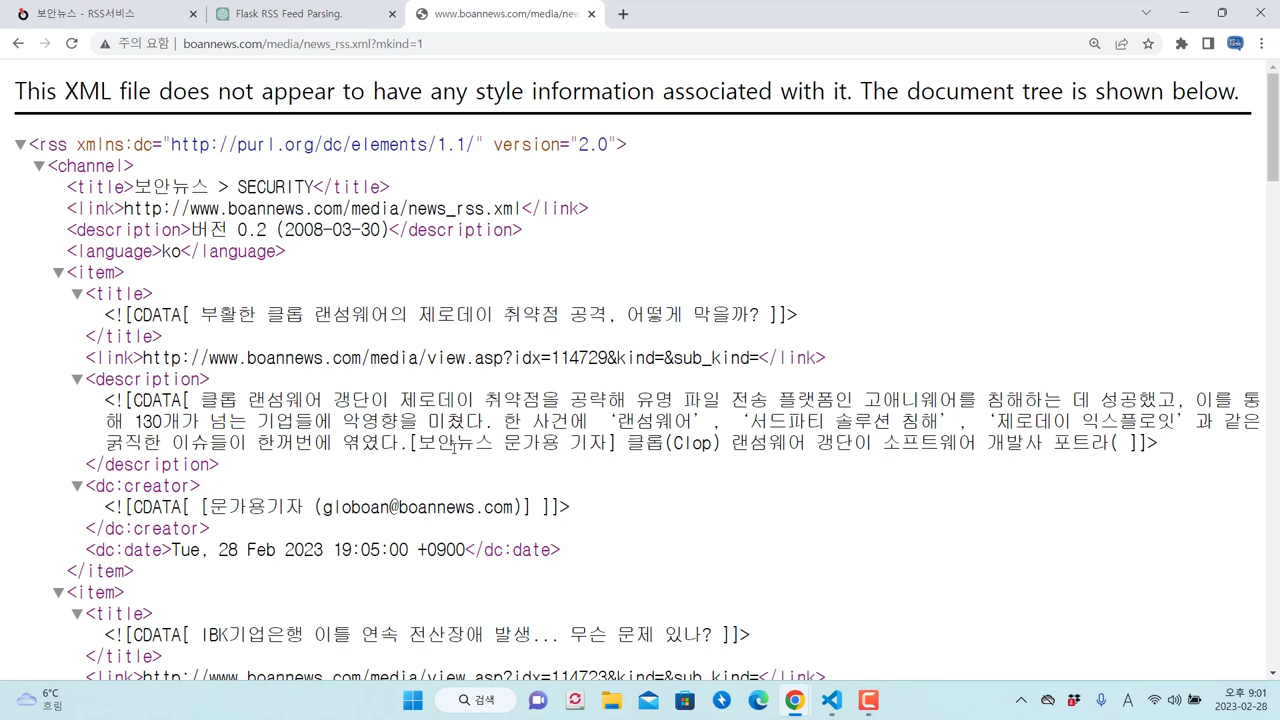 보안뉴스 - RSS서비스
Flask RSS Feed Parsing.
www.boannews.com/media/new
주의 요함 | boannews.com/media/news_rss.xml?mkind=1
This XML file does not appear to have any style information associated with it. The document tree is shown below.
▼<rss xmlns:dc="http://purl.org/dc/elements/1.1/" version="2.0">
▼<channel>
<title>보안뉴스 > SECURITY</title>
<link>http://www.boannews.com/media/news_rss.xml</link>
<description>버전 0.2 (2008-03-30)</description>
<language>ko</language>
▼<item>
▼<title>
<![CDATA[ 부활한 클롭 랜섬웨어의 제로데이 취약점 공격, 어떻게 막을까? ]]>
</title>
<link>http://www.boannews.com/media/view.asp?idx=114729&kind=&sub_kind=</link>
▼<description>
<![CDATA[ 클롭 랜섬웨어 갱단이 제로데이 취약점을 공략해 유명 파일 전송 플랫폼인 고애니웨어를 침해하는 데 성공했고, 이를 통
해 130개가 넘는 기업들에 악영향을 미쳤다. 한 사건에 ‘랜섬웨어’, ‘서드파티 솔루션 침해’, ‘제로데이 익스플로잇’과 같은
굵직한 이슈들이 한꺼번에 엮였다.[보안뉴스 문가용 기자] 클롭(Clop) 랜섬웨어 갱단이 소프트웨어 개발사 포트라( ]]>
</description>
▼<dc:creator>
<![CDATA[ [문가용기자 (globoan@boannews.com)] ]]>
</dc:creator>
<dc:date>Tue, 28 Feb 2023 19:05:00 +0900</dc:date>
</item>
▼<item>
▼<title>
<![CDATA[ IBK기업은행 이틀 연속 전산장애 발생... 무슨 문제 있나? ]]>
</title>
<link>http://www.boannews.com/media/view.asp?idx=114723&kind=&sub_kind=</link>
6°C
흐림
검색
A
오후 9:01
2023-02-28